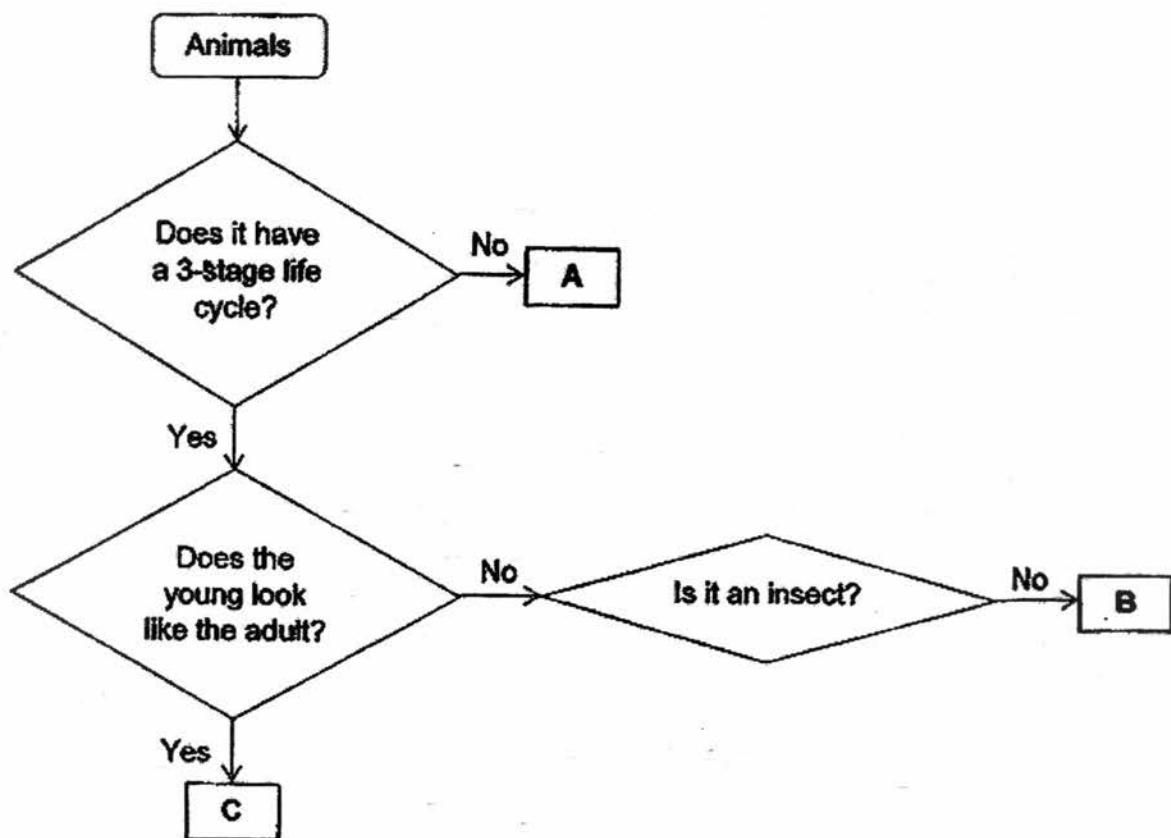 Animals
Does it have
a 3-stage life
cycle?
No
A
Yes
Does the
young look
like the adult?
No
Is it an insect?
No
B
Yes
C